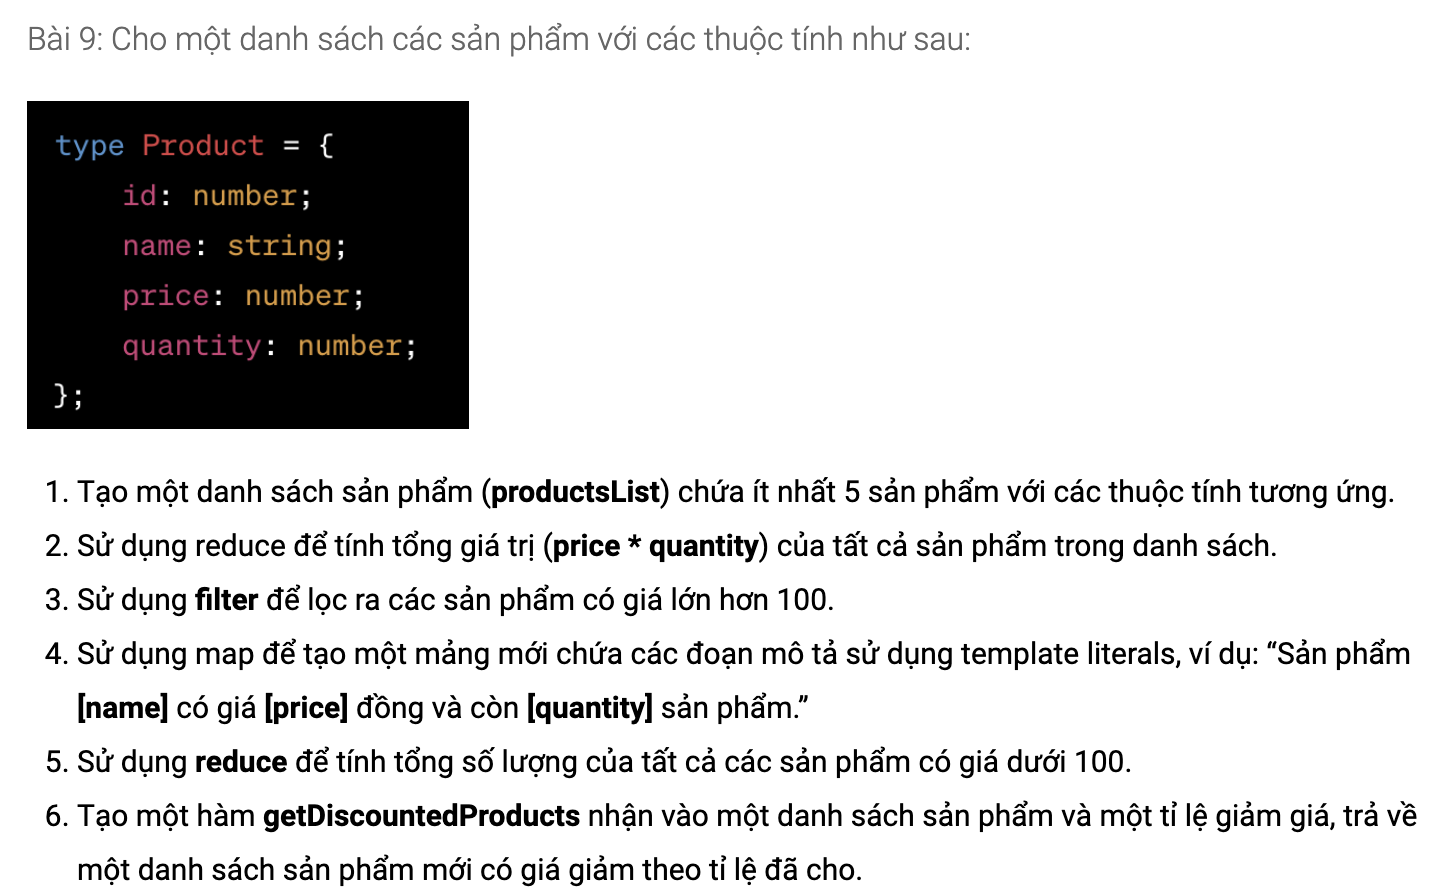 Bài 9: Cho một danh sách các sản phẩm với các thuộc tính như sau:
type Product = {
id: number;
name: string;
price: number;
quantity: number;
};
1. Tạo một danh sách sản phẩm (productsList) chứa ít nhất 5 sản phẩm với các thuộc tính tương ứng.
2. Sử dụng reduce để tính tổng giá trị (price * quantity) của tất cả sản phẩm trong danh sách.
3. Sử dụng filter để lọc ra các sản phẩm có giá lớn hơn 100.
4. Sử dụng map để tạo một mảng mới chứa các đoạn mô tả sử dụng template literals, ví dụ: “Sản phẩm
[name] có giá [price] đồng và còn [quantity] sản phẩm.”
5. Sử dụng reduce để tính tổng số lượng của tất cả các sản phẩm có giá dưới 100.
6. Tạo một hàm getDiscountedProducts nhận vào một danh sách sản phẩm và một tỉ lệ giảm giá, trả về
một danh sách sản phẩm mới có giá giảm theo tỉ lệ đã cho.